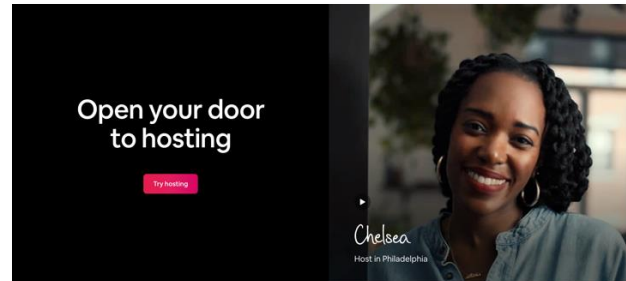 Open your door
to hosting
Try hosting
Chelsea
Host in Philadelphia